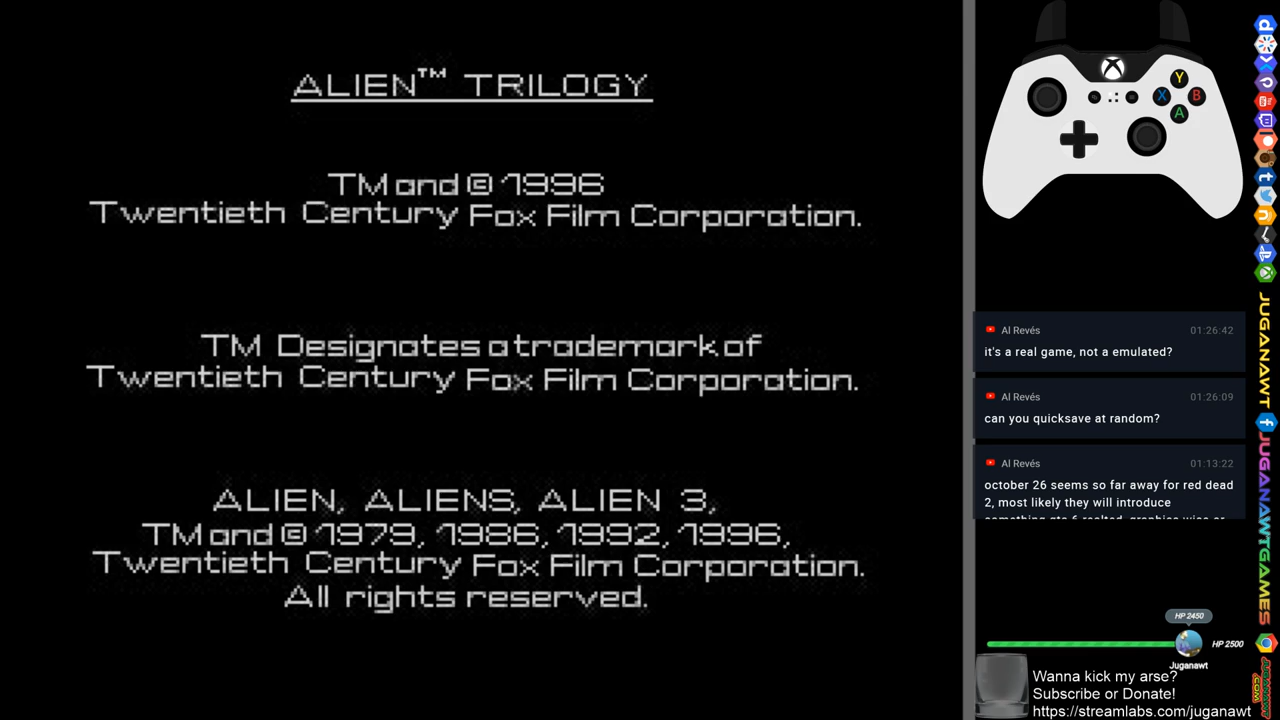 ALIEN™ TRILOGY
TM and © 1996
Twentieth Century Fox Film Corporation.
TM Designates a trademark of
Twentieth Century Fox Film Corporation.
ALIEN, ALIENS, ALIEN 3,
TM and © 1979, 1986, 1992, 1996,
Twentieth Century Fox Film Corporation.
All rights reserved.
Y
X B
A
Al Revés 01:26:42
it's a real game, not a emulated?
Al Revés 01:26:09
can you quicksave at random?
Al Revés 01:13:22
october 26 seems so far away for red dead
2, most likely they will introduce
HP 2450
HP 2500
Juganawt
Wanna kick my arse?
Subscribe or Donate!
https://streamlabs.com/juganawt
JUGANAWT
JUGANAWTGAMES
JUGANAWT
.COM